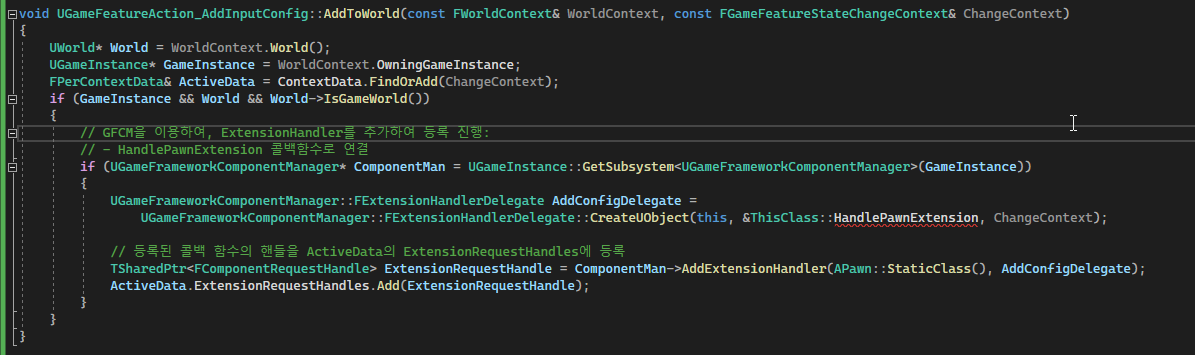 void UGameFeatureAction_AddInputConfig::AddToWorld(const FWorldContext& WorldContext, const FGameFeatureStateChangeContext& ChangeContext)
{
UWorld* World = WorldContext.World();
UGameInstance* GameInstance = WorldContext.OwningGameInstance;
FPerContextData& ActiveData = ContextData.FindOrAdd(ChangeContext);
if (GameInstance && World && World->IsGameWorld())
{
// GFCM을 이용하여, ExtensionHandler를 추가하여 등록 진행:
// - HandlePawnExtension 콜백함수로 연결
if (UGameFrameworkComponentManager* ComponentMan = UGameInstance::GetSubsystem<UGameFrameworkComponentManager>(GameInstance))
{
UGameFrameworkComponentManager::FExtensionHandlerDelegate AddConfigDelegate =
UGameFrameworkComponentManager::FExtensionHandlerDelegate::CreateUObject(this, &ThisClass::HandlePawnExtension, ChangeContext);
// 등록된 콜백 함수의 핸들을 ActiveData의 ExtensionRequestHandles에 등록
TSharedPtr<FComponentRequestHandle> ExtensionRequestHandle = ComponentMan->AddExtensionHandler(APawn::StaticClass(), AddConfigDelegate);
ActiveData.ExtensionRequestHandles.Add(ExtensionRequestHandle);
}
}
}